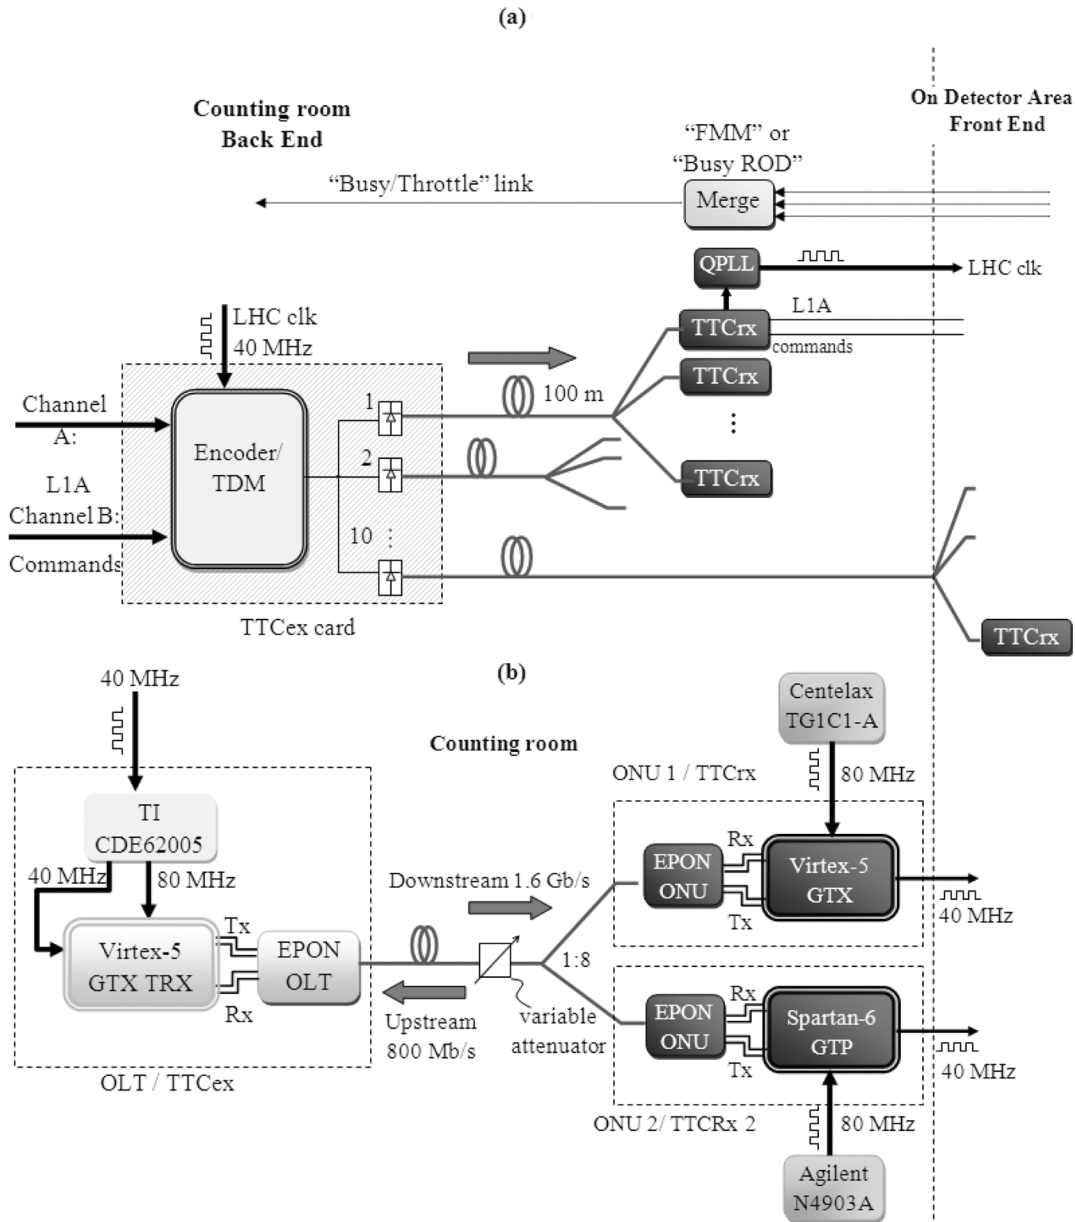 (a)
Counting room
Back End
On Detector Area
Front End
"FMM" or
"Busy ROD"
"Busy/Throttle" link
Merge
QPLL
LHC clk
LHC clk
40 MHz
L1A
TTCrx
commands
TTCrx
100 m
Channel
A:
Encoder/
TDM
1
2
10
TTCrx
L1A
Channel B:
Commands
TTCex card
TTCrx
(b)
40 MHz
Centelax
TG1C1-A
Counting room
ONU 1 / TTCrx
80 MHz
TI
CDE62005
40 MHz
80 MHz
Downstream 1.6 Gb/s
Rx
EPON
ONU
Tx
Virtex-5
GTX
40 MHz
Virtex-5
GTX TRX
Tx
Rx
EPON
OLT
1:8
Upstream
800 Mb/s
variable
attenuator
Rx
EPON
ONU
Tx
Spartan-6
GTP
40 MHz
OLT / TTCex
ONU 2/ TTCRx 2
80 MHz
Agilent
N4903A